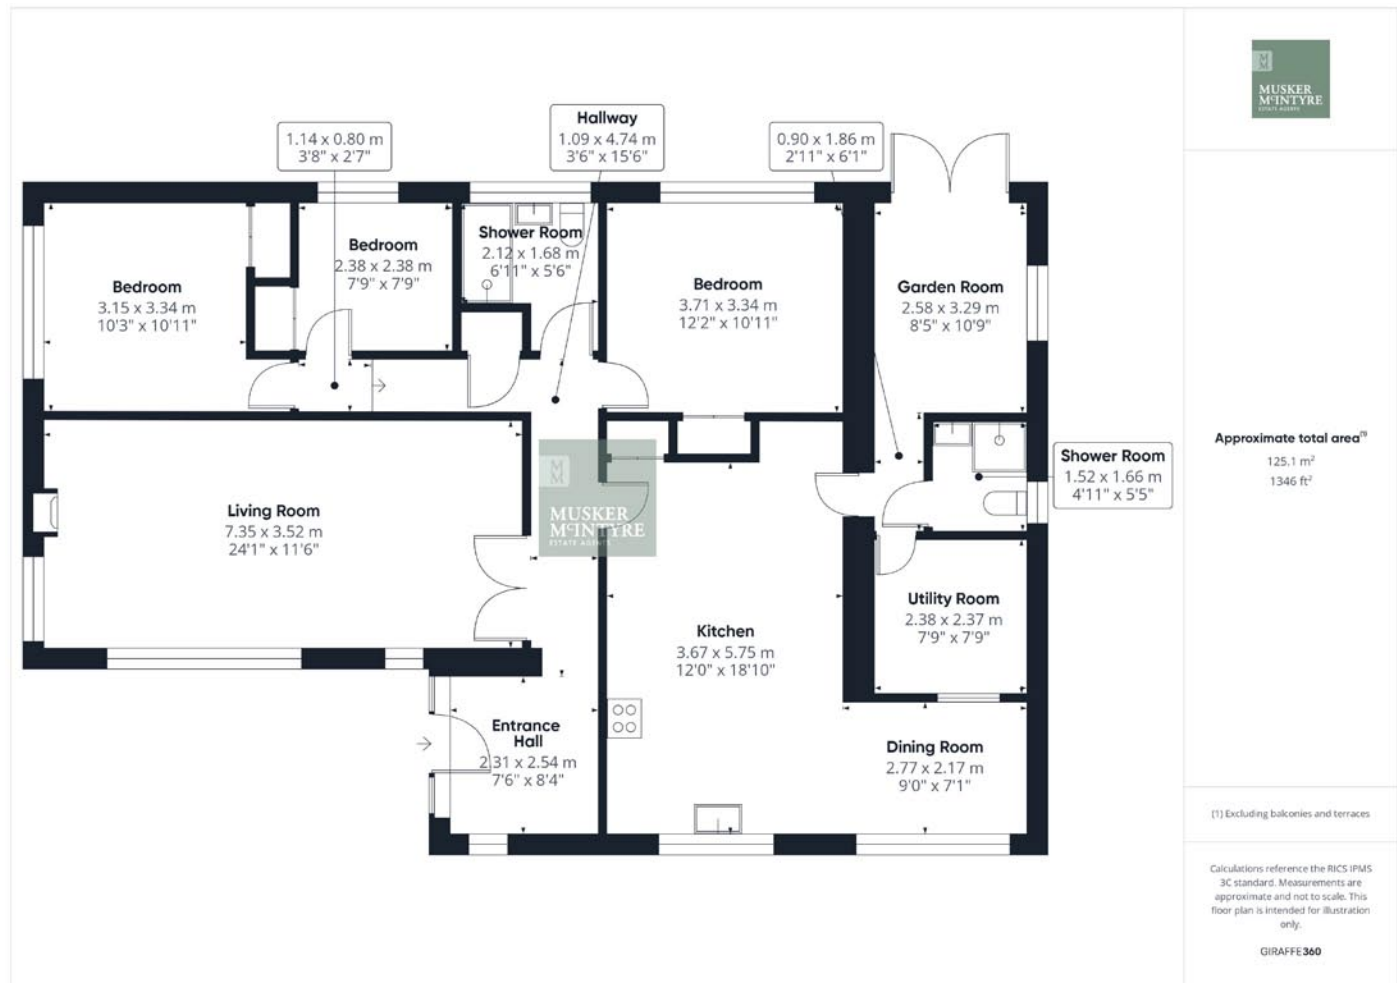 1.14 x 0.80 m
3'8" x 2'7"
Hallway
1.09 x 4.74 m
3'6" x 15'6"
0.90 x 1.86 m
2'11" x 6'1"
Bedroom
3.15 x 3.34 m
10'3" x 10'11"
Bedroom
2.38 x 2.38 m
7'9" x 7'9"
Shower Room
2.12 x 1.68 m
6'11" x 5'6"
Bedroom
3.71 x 3.34 m
12'2" x 10'11"
Garden Room
2.58 x 3.29 m
8'5" x 10'9"
Shower Room
1.52 x 1.66 m
4'11" x 5'5"
Living Room
7.35 x 3.52 m
24'1" x 11'6"
MM
MUSKER
McINTYRE
ESTATE AGENTS
Utility Room
2.38 x 2.37 m
7'9" x 7'9"
Kitchen
3.67 x 5.75 m
12'0" x 18'10"
Entrance
Hall
2.31 x 2.54 m
7'6" x 8'4"
Dining Room
2.77 x 2.17 m
9'0" x 7'1"
MM
MUSKER
McINTYRE
ESTATE AGENTS
Approximate total area⁽¹⁾
125.1 m²
1346 ft²
(1) Excluding balconies and terraces
Calculations reference the RICS IPMS
3C standard. Measurements are
approximate and not to scale. This
floor plan is intended for illustration
only.
GIRAFFE360